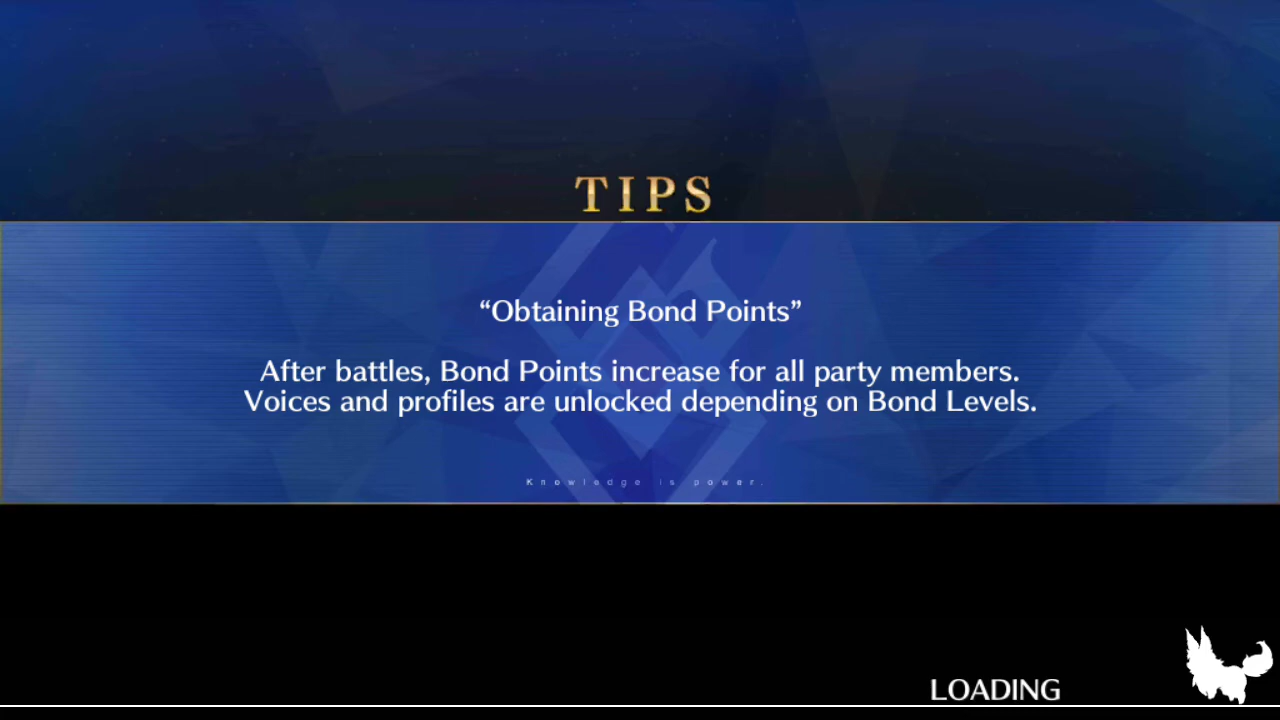 TIPS
“Obtaining Bond Points”
After battles, Bond Points increase for all party members.
Voices and profiles are unlocked depending on Bond Levels.
Knowledge is power.
LOADING